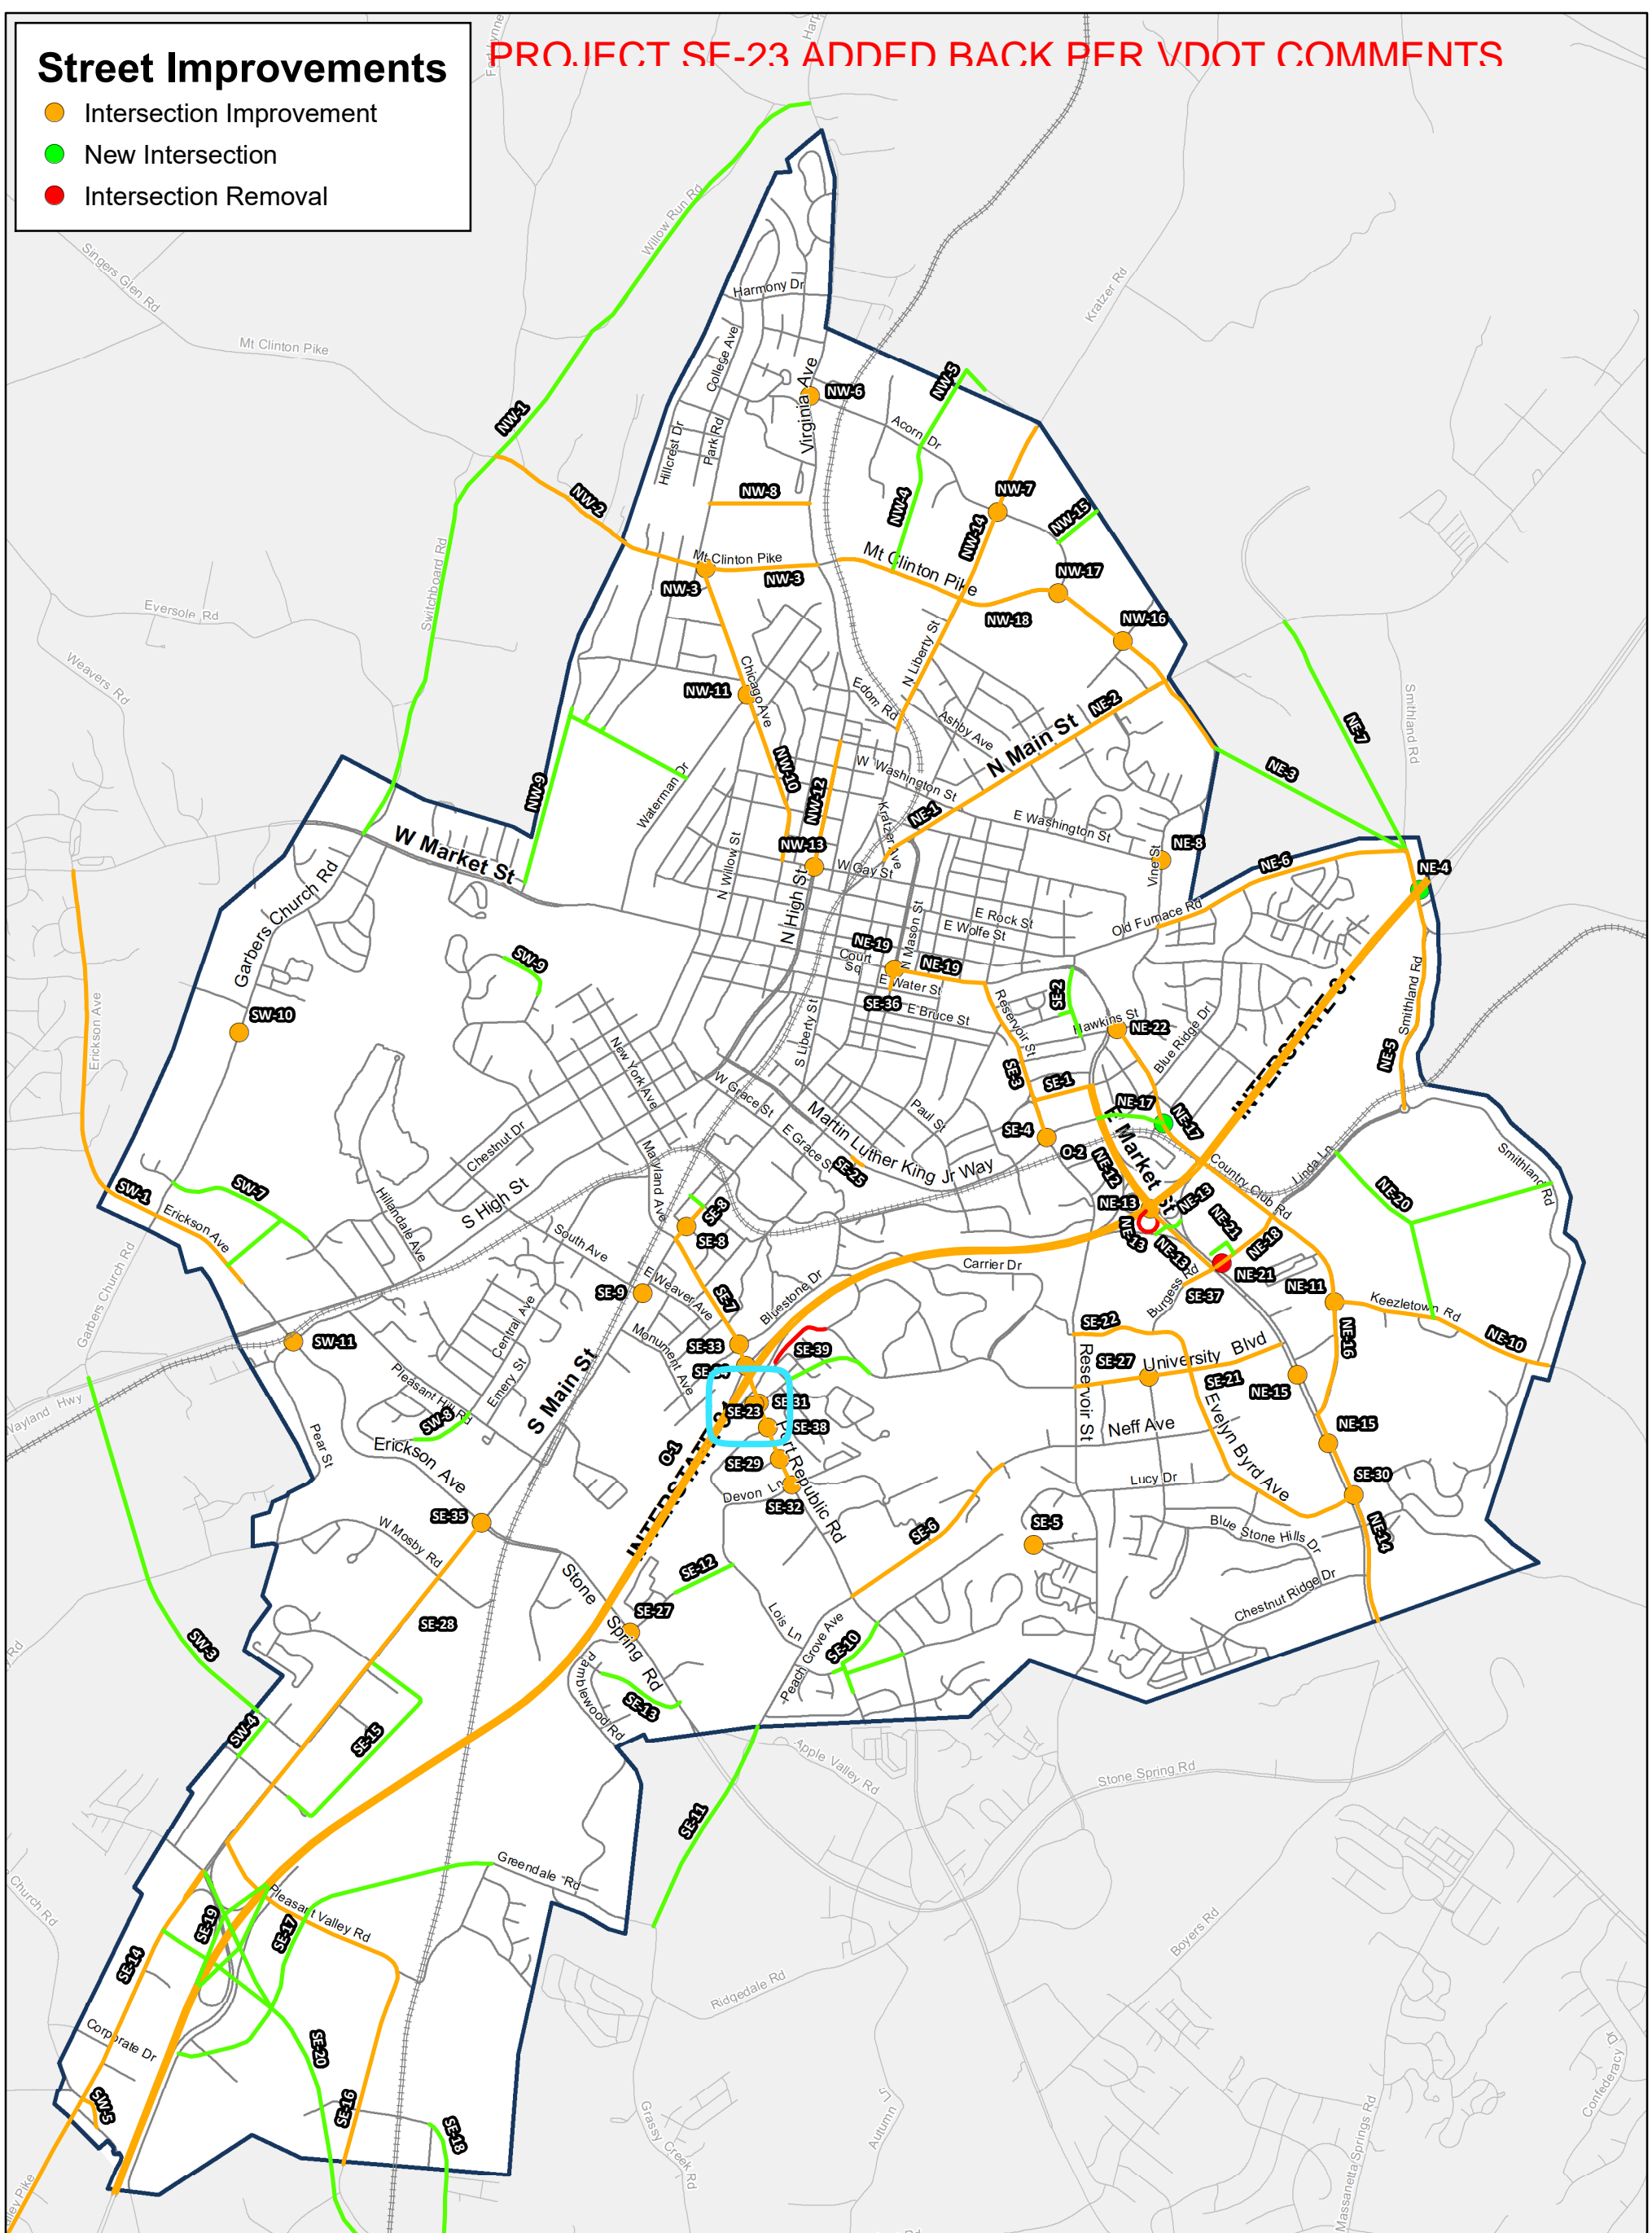 PROJECT SE-23 ADDED BACK PER VDOT COMMENTS
Street Improvements
Intersection Improvement
New Intersection
Intersection Removal
Willow Run Rd
Singers Glen Rd
Mt Clinton Pike
Kratzer Rd
Harmony Dr
College Ave
Virginia Ave
NW-6
NW-5
NW-1
Hillcrest Dr
Park Rd
Acorn Dr
NW-8
NW-2
NW-4
NW-7
NW-14
NW-15
Mt Clinton Pike
NW-3
NW-3
Mt Clinton Pike
NW-17
NW-18
NW-16
Switchboard Rd
Eversole Rd
Weavers Rd
N Liberty St
NW-11
Chicago Ave
Edom Rd
Ashby Ave
NE-2
N Main St
Smithland Rd
NE-7
NE-3
NW-9
Waterman Dr
NW-10
NW-12
W Washington St
Kratzer Ave
NE-1
E Washington St
W Market St
N Willow St
NW-13
W Gay St
Vine St
NE-8
NE-6
NE-4
Garbers Church Rd
N High St
N Mason St
E Rock St
E Wolfe St
Old Furnace Rd
NE-19
Court
Sq
NE-19
E Water St
SE-36
E Bruce St
SW-9
SW-10
Erickson Ave
S Liberty St
Reservoir St
SE-2
Hawkins St
NE-22
Blue Ridge Dr
INTERSTATE 81
Smithland Rd
NE-5
New York Ave
SE-3
SE-1
W Grace St
Martin Luther King Jr Way
Paul St
NE-17
NE-17
SE-4
E Market St
O-2
NE-12
E Grace St
SE-25
Chestnut Dr
Maryland Ave
Country Club Rd
Linda Ln
Smithland Rd
NE-20
SW-1
SW-7
Erickson Ave
Hillandale Ave
S High St
SE-8
SE-8
NE-13
NE-13
NE-13
NE-13
NE-21
NE-18
NE-21
South Ave
Carrier Dr
Burgess Rd
SE-37
NE-11
Keezletown Rd
NE-10
Garbers Church Rd
SE-9
E Weaver Ave
SE-7
Bluestone Dr
SE-22
NE-16
SW-11
Central Ave
Monument Ave
SE-33
SE-39
SE-27
University Blvd
SE-21
NE-15
Wayland Hwy
Pleasant Hill Rd
Emery St
S Main St
SE-31
SE-23
SE-38
Reservoir St
Neff Ave
Evelyn Byrd Ave
NE-15
SW-8
Pear St
Erickson Ave
O-1
INTERSTATE 81
Port Republic Rd
SE-29
Devon Ln
SE-32
Lucy Dr
SE-30
SE-35
W Mosby Rd
SE-6
SE-5
Blue Stone Hills Dr
NE-14
Stone Spring Rd
SE-12
Chestnut Ridge Dr
SE-28
SE-27
Lois Ln
Peach Grove Ave
SE-10
SW-3
Ramblewood Rd
SE-13
SW-4
SE-15
Apple Valley Rd
Stone Spring Rd
SE-11
Greendale Rd
Church Rd
SE-19
SE-17
Pleasant Valley Rd
SE-14
Boyers Rd
Ridgedale Rd
Corporate Dr
SE-20
SW-5
SE-16
SE-18
Grassy Creek Rd
Autumn Ln
Massanetta Springs Rd
Confederacy Dr